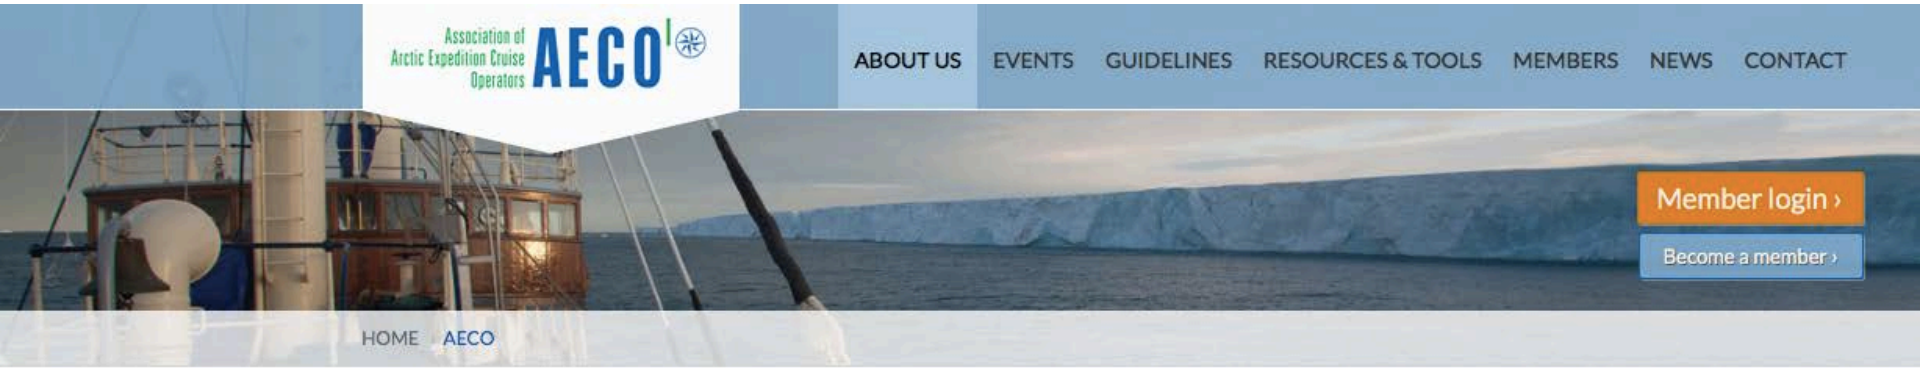 Association of
Arctic Expedition Cruise
Operators
AECO
ABOUT US EVENTS GUIDELINES RESOURCES & TOOLS MEMBERS NEWS CONTACT
Member login ›
Become a member ›
HOME AECO